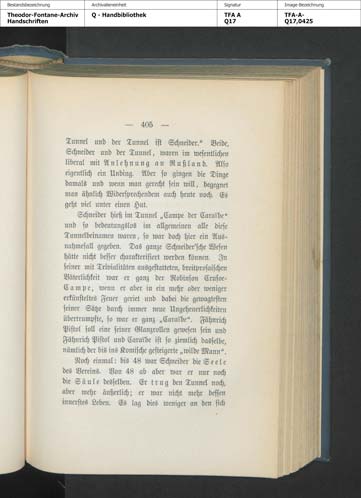 Bestandsbezeichnung
Archivalieneinheit
Signatur
Image-Bezeichnung
Theodor-Fontane-Archiv
Handschriften
Q - Handbibliothek
TFA A
Q17
TFA-A-
Q17,0425
— 405 —
Tunnel und der Tunnel ist Schneider.“ Beide,
Schneider und der Tunnel, waren im wesentlichen
liberal mit Anlehnung an Rußland. Also
eigentlich ein Unding. Aber so gingen die Dinge
damals und wenn man gerecht sein will, begegnet
man ähnlich Widersprechendem auch heute noch. Es
geht viel unter einen Hut.
Schneider hieß im Tunnel „Campe der Caraïbe“
und so bedeutungslos im allgemeinen alle diese
Tunnelbeinamen waren, so war doch hier ein Aus-
nahmefall gegeben. Das ganze Schneider'sche Wesen
hätte nicht besser charakterisiert werden können. In
seiner mit Trivialitäten ausgestatteten, breitprosaischen
Väterlichkeit war er ganz der Robinson Crusoe-
Campe, wenn er aber in ein mehr oder weniger
erkünsteltes Feuer geriet und dabei die gewagtesten
seiner Sätze durch immer neue Ungeheuerlichkeiten
übertrumpfte, so war er ganz „Caraïbe“. Fähnrich
Pistol soll eine seiner Glanzrollen gewesen sein und
Fähnrich Pistol und Caraïbe ist so ziemlich dasselbe,
nämlich der bis ins Komische gesteigerte „wilde Mann“.
Noch einmal: bis 48 war Schneider die Seele
des Vereins. Von 48 ab aber war er nur noch
die Säule desselben. Er trug den Tunnel noch,
aber mehr äußerlich; er war nicht mehr dessen
innerstes Leben. Es lag dies weniger an den sich